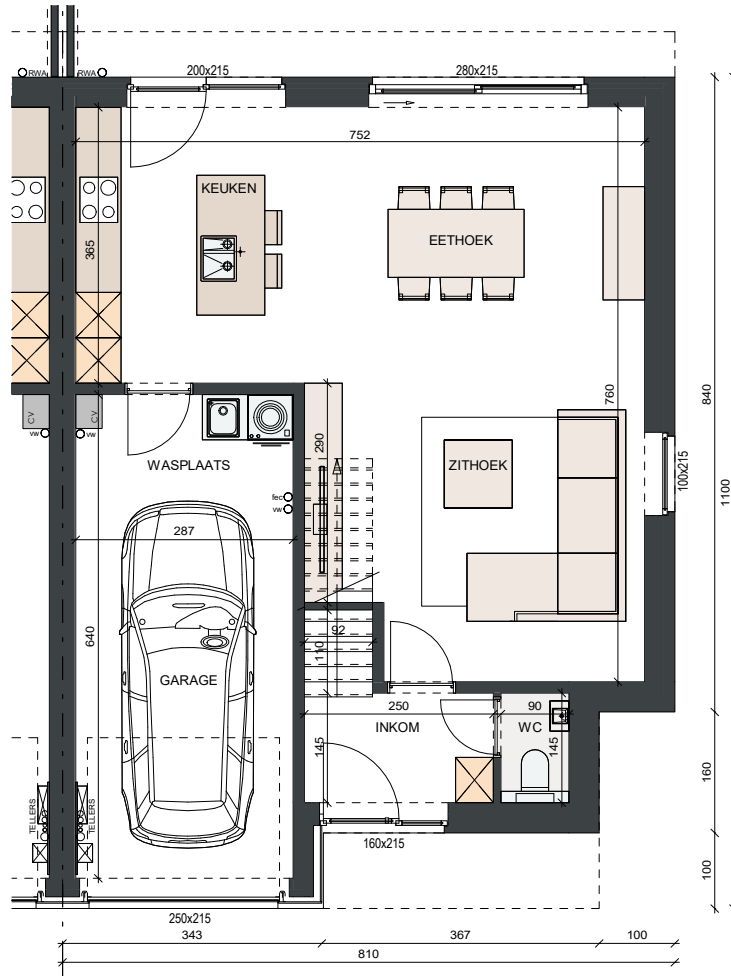 RWA RWA
200x215
280x215
752
KEUKEN
EETHOEK
365
760
840
1100
CV CV
vw vw
WASPLAATS
290
ZITHOEK
100x215
fec
vw
287
92
110
640
GARAGE
250
90
INKOM
WC
145
145
160
TELLERS TELLERS
160x215
100
250x215
343
367
100
810